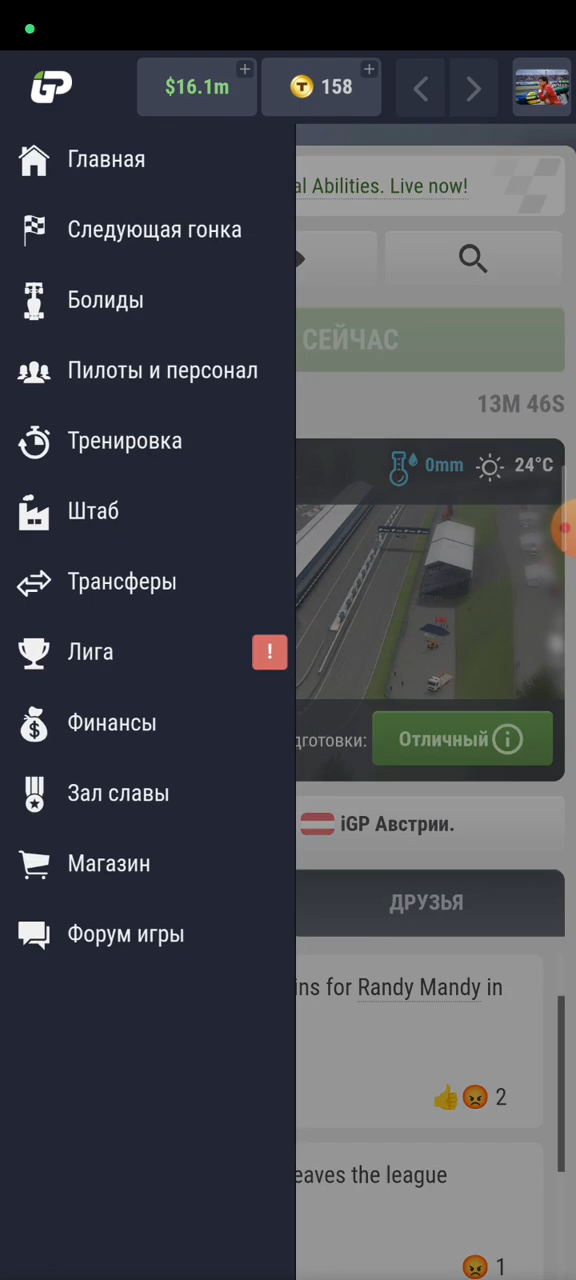 iGP
$16.1m + T 158 +
Главная
al Abilities. Live now!
Следующая гонка
Болиды
СЕЙЧАС
Пилоты и персонал
13M 46S
Тренировка
0mm 24°C
Штаб
Трансферы
Лига !
Финансы
дготовки: Отличный i
Зал славы
iGP Австрии.
Магазин
ДРУЗЬЯ
Форум игры
ins for Randy Mandy in
2
eaves the league
1